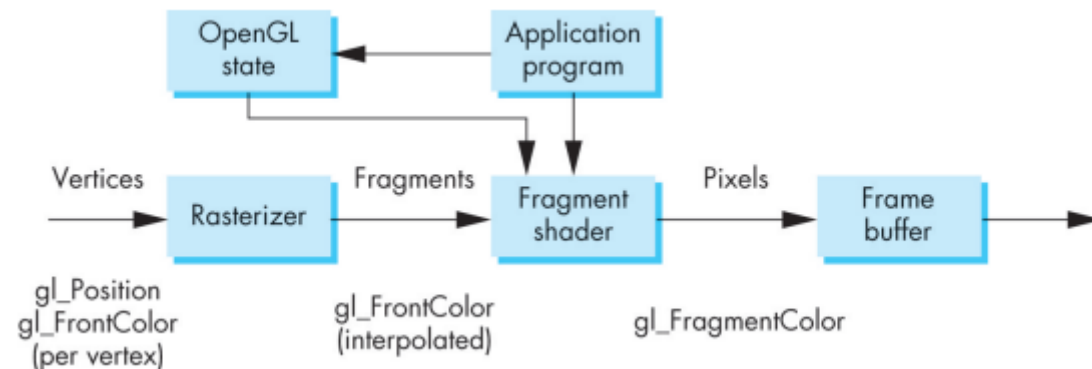 OpenGL
state
Application
program
Vertices
Rasterizer
Fragments
Fragment
shader
Pixels
Frame
buffer
gl_Position
gl_FrontColor
(per vertex)
gl_FrontColor
(interpolated)
gl_FragmentColor